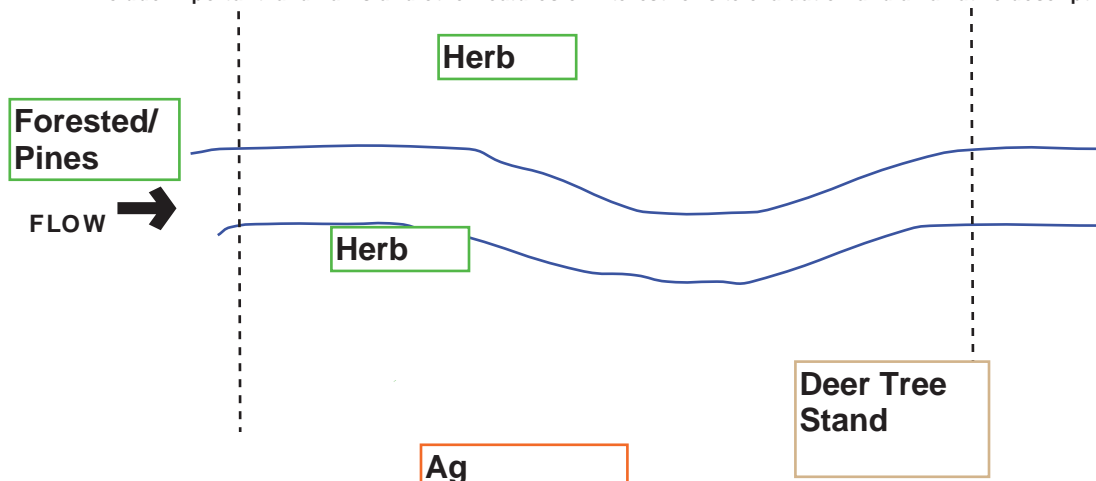 Herb
Forested/
Pines
FLOW
Herb
Deer Tree
Stand
Ag